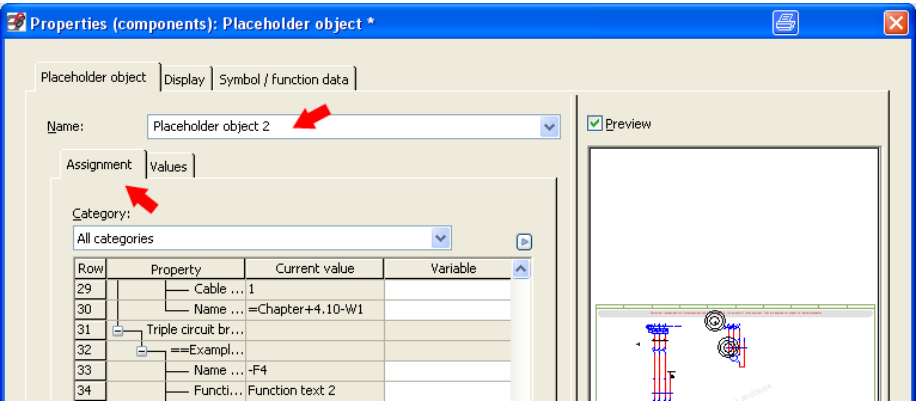 Properties (components): Placeholder object *
Placeholder object Display Symbol / function data
Name: Placeholder object 2
Preview
Assignment Values
Category:
All categories
Row Property Current value Variable
29 Cable ... 1
30 Name ... =Chapter+4.10-W1
31 Triple circuit br...
32 ==Exampl...
33 Name ... -F4
34 Functi... Function text 2